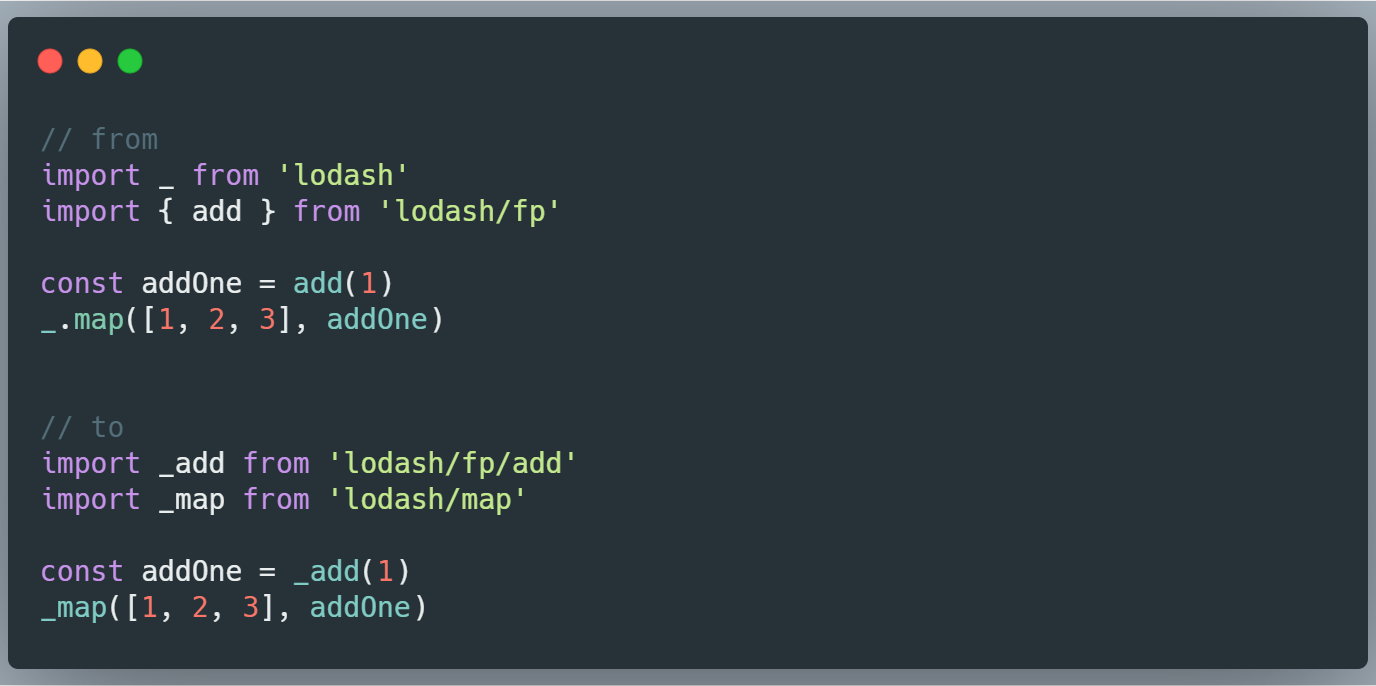 // from
import _ from 'lodash'
import { add } from 'lodash/fp'
const addOne = add(1)
_.map([1, 2, 3], addOne)
// to
import _add from 'lodash/fp/add'
import _map from 'lodash/map'
const addOne = _add(1)
_map([1, 2, 3], addOne)